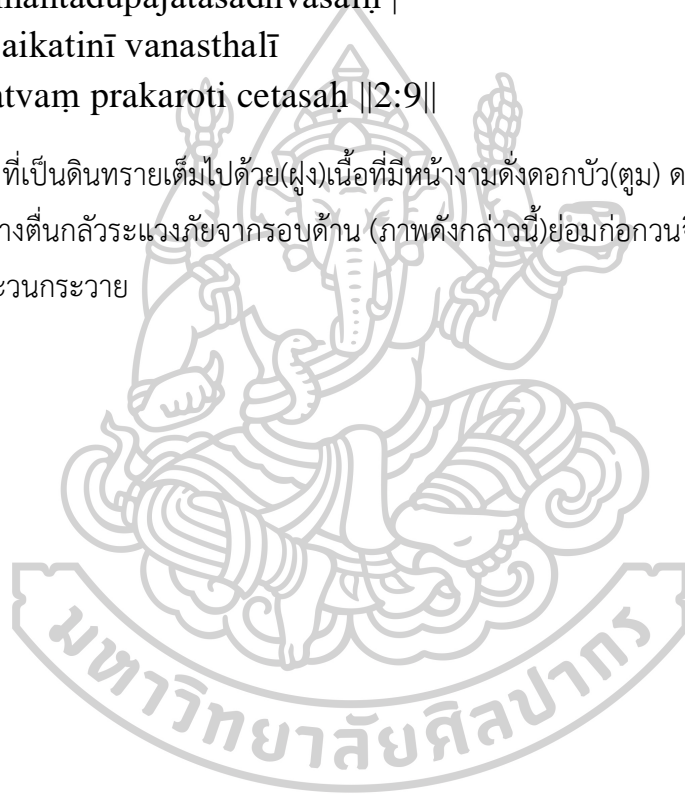 aikatinī vanasthalī
atvaṃ prakaroti cetasaḥ ||2:9||
ที่เป็นดินทรายเต็มไปด้วย(ฝูง)เนื้อที่มีหน้างามดั่งดอกบัว(ตูม)
างตื่นกลัวระแวงภัยจากรอบด้าน (ภาพดังกล่าวนี้)ย่อมก่อกวน
ะวนกระวาย
มหาวิทยาลัยศิลปากร